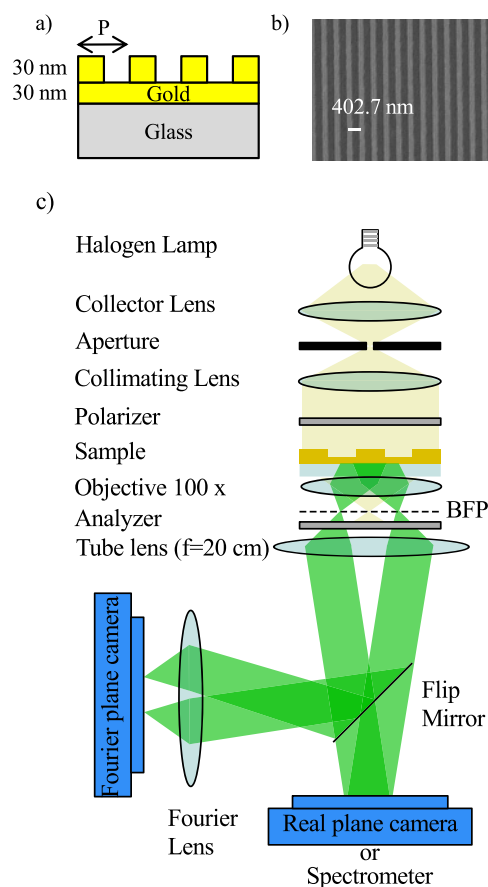 a)
P
30 nm
30 nm
Gold
Glass
b)
402.7 nm
c)
Halogen Lamp
Collector Lens
Aperture
Collimating Lens
Polarizer
Sample
Objective 100 x
BFP
Analyzer
Tube lens (f=20 cm)
Fourier plane camera
Flip
Mirror
Fourier
Lens
Real plane camera
or
Spectrometer